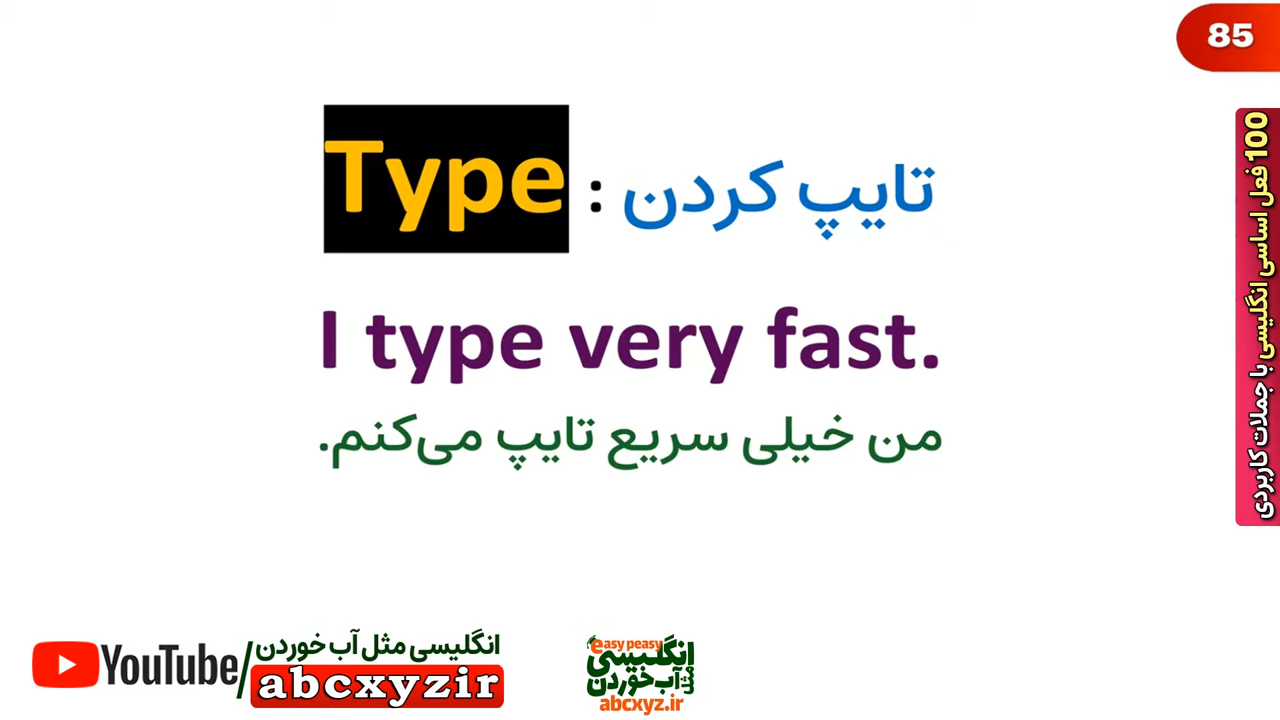 85
Type : تایپ کردن
I type very fast.
من خیلی سریع تایپ می‌کنم.
100 فعل اساسی انگلیسی با جملات کاربردی
YouTube/
انگلیسی مثل آب خوردن
abcxyzir
easy peasy
انگلیسی
مثل آب خوردن
abcxyz.ir